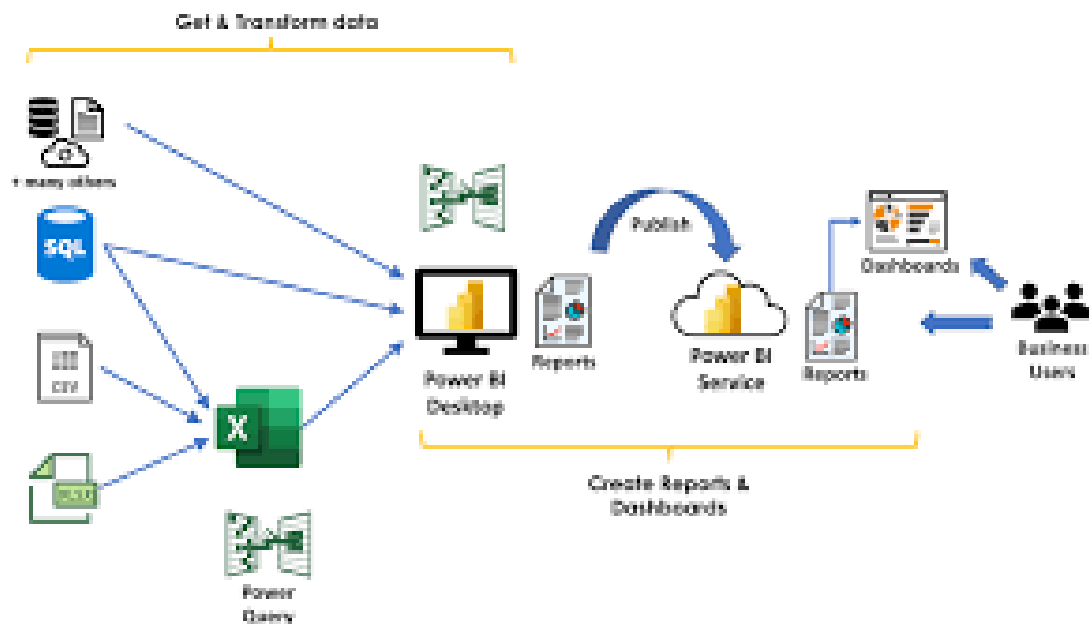 Get & Transform data
+ many others
SQL
CSV
X
Power
Query
Power BI
Desktop
Reports
Publish
Power BI
Service
Reports
Dashboards
Business
Users
Create Reports &
Dashboards